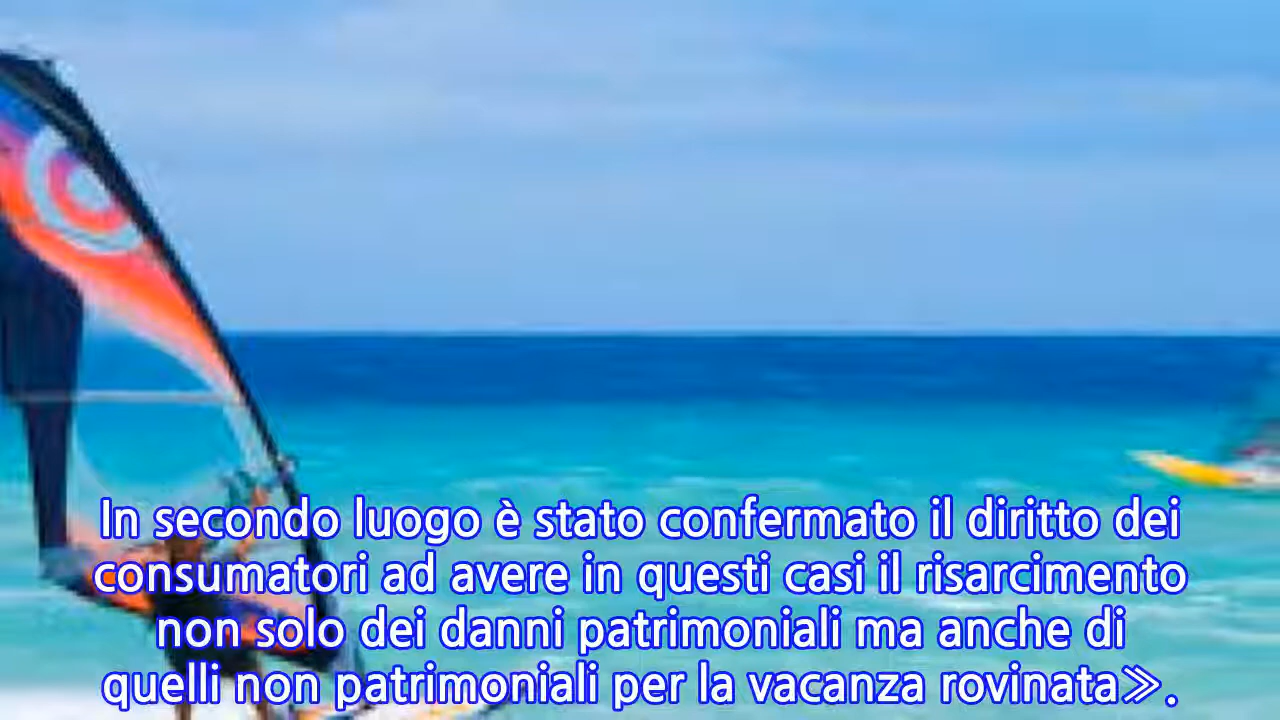 In secondo luogo è stato confermato il diritto dei
consumatori ad avere in questi casi il risarcimento
non solo dei danni patrimoniali ma anche di
quelli non patrimoniali per la vacanza rovinata≫.